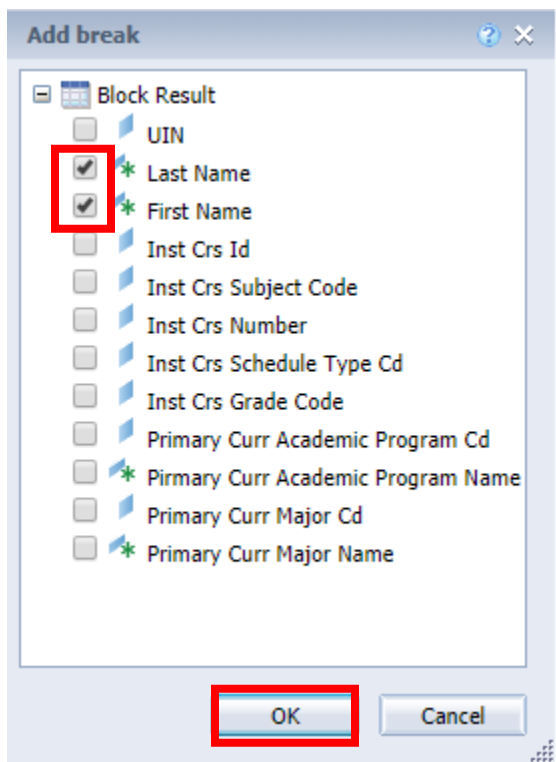 Add break
Block Result
UIN
Last Name
First Name
Inst Crs Id
Inst Crs Subject Code
Inst Crs Number
Inst Crs Schedule Type Cd
Inst Crs Grade Code
Primary Curr Academic Program Cd
Pirmary Curr Academic Program Name
Primary Curr Major Cd
Primary Curr Major Name
OK Cancel